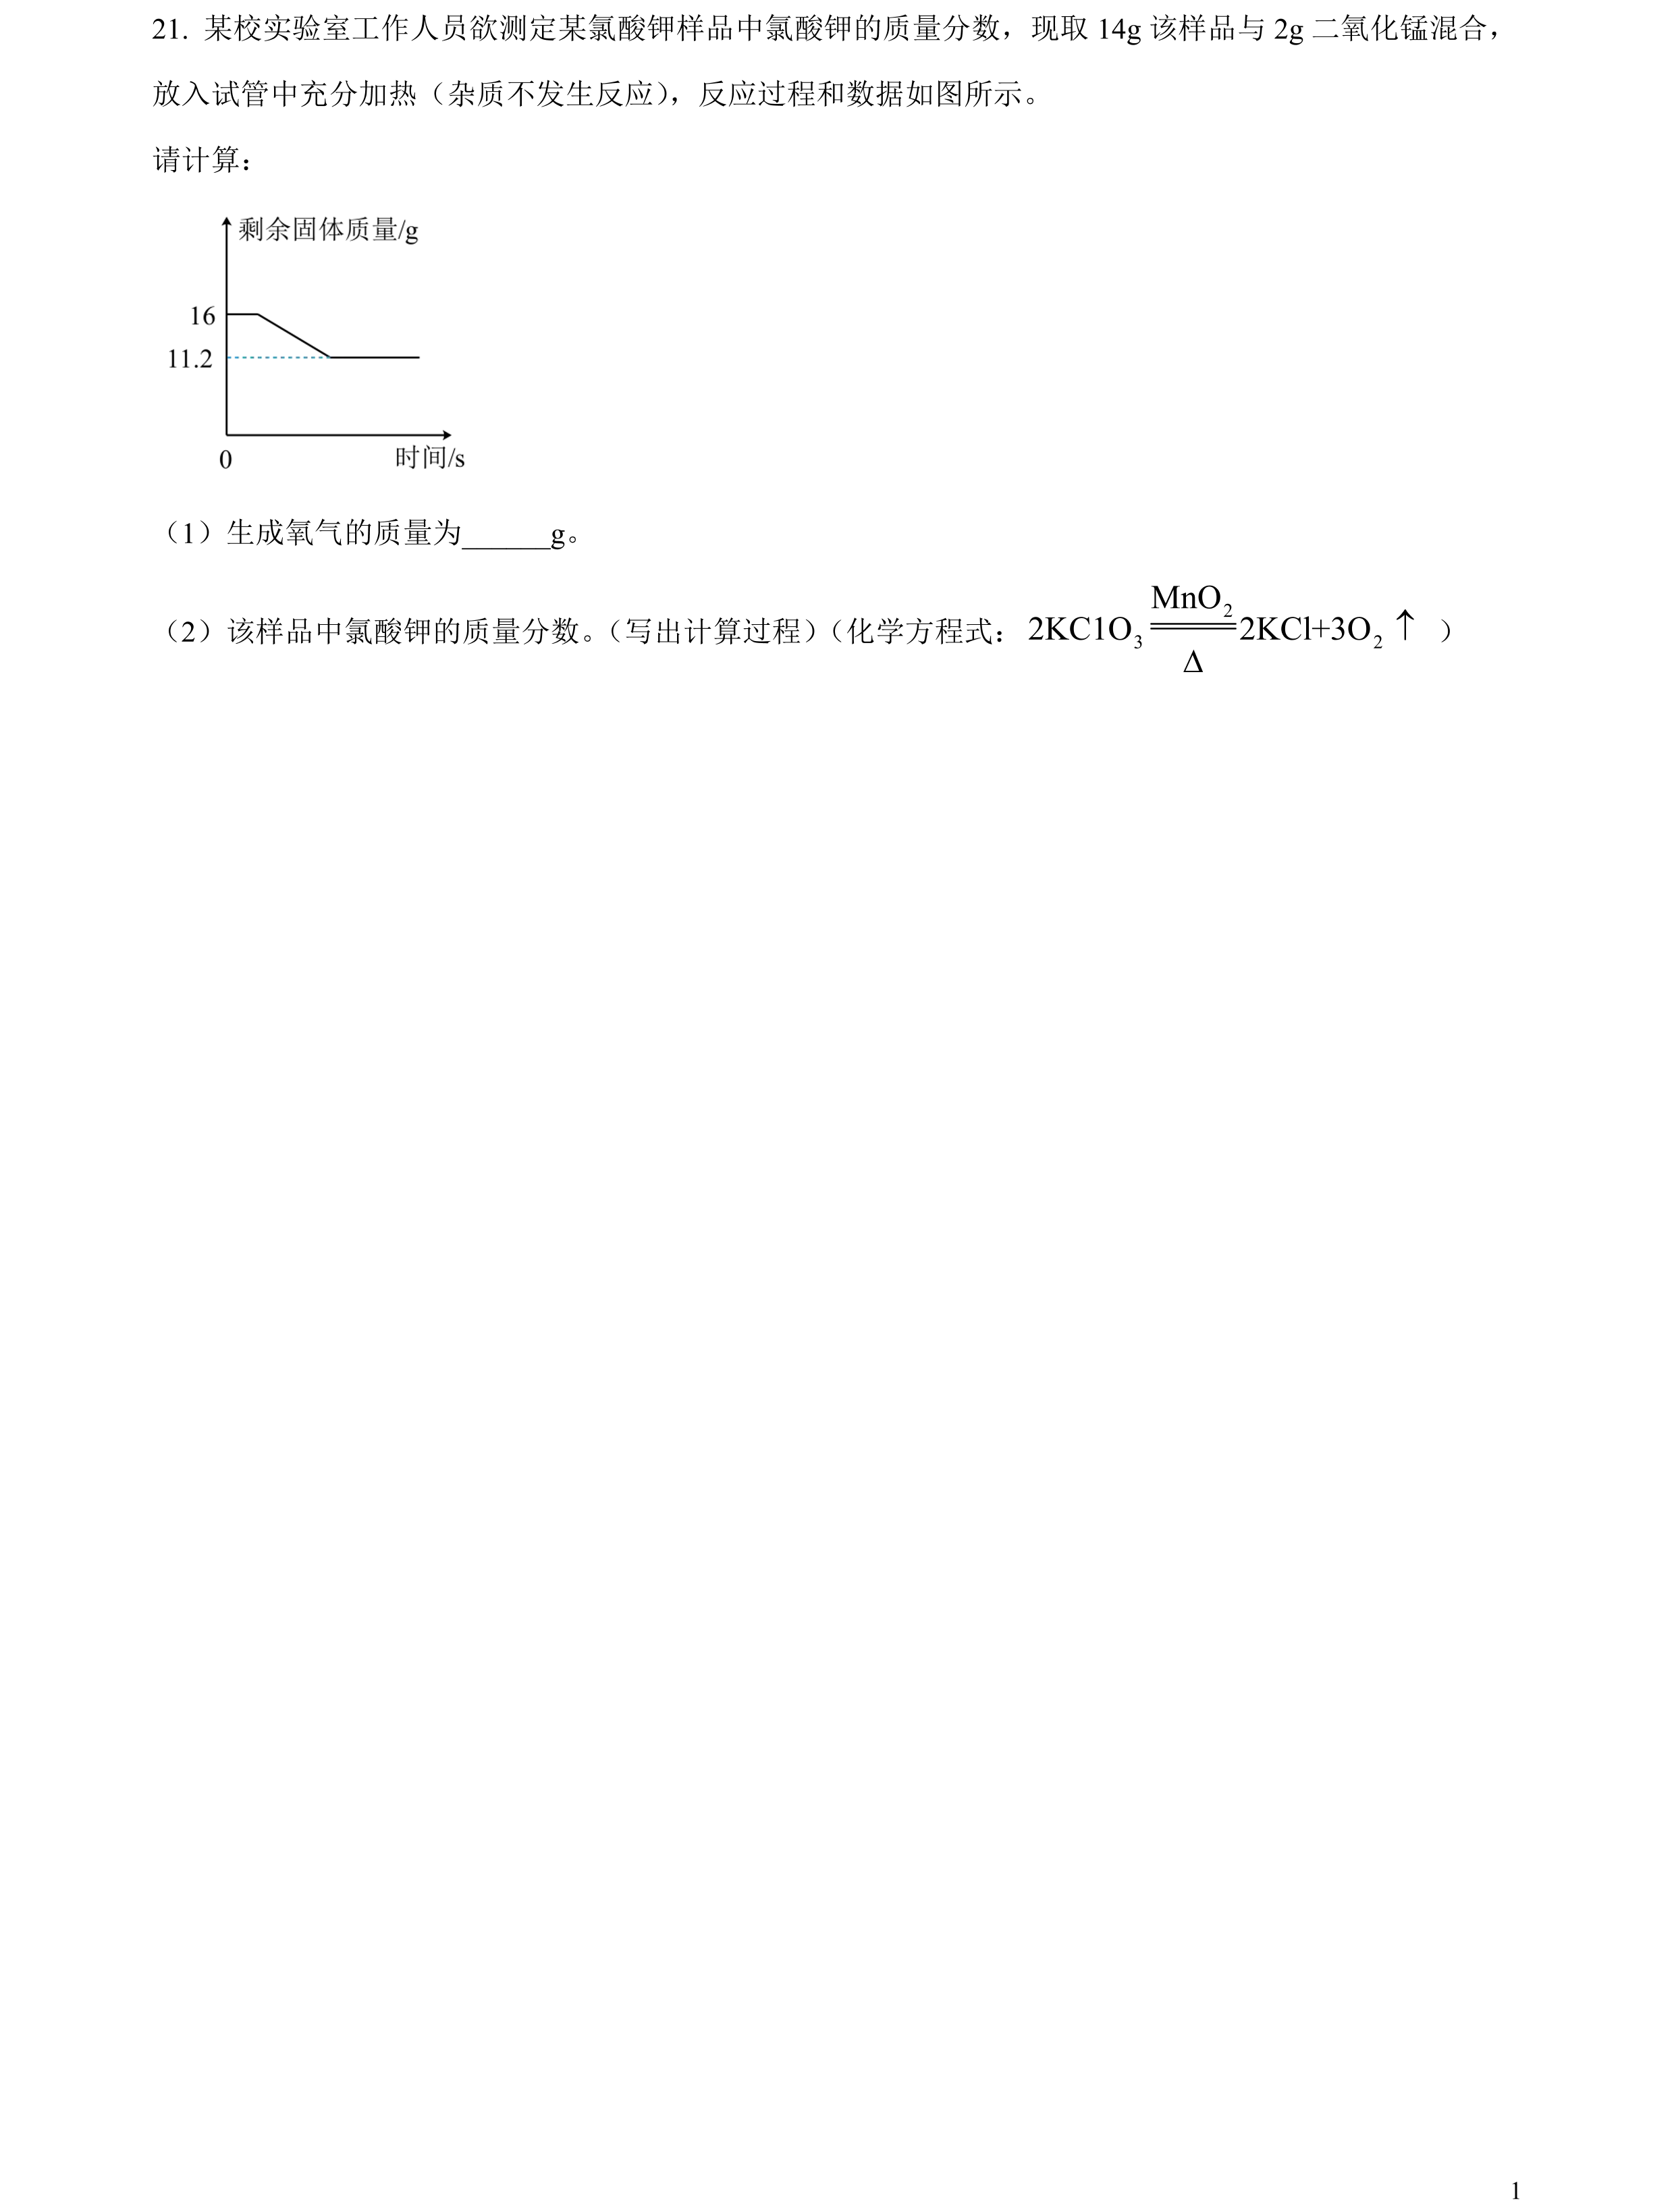 21. 某校实验室工作人员欲测定某氯酸钾样品中氯酸钾的质量分数，现取 14g 该样品与 2g 二氧化锰混合，
放入试管中充分加热（杂质不发生反应），反应过程和数据如图所示。
请计算：
剩余固体质量/g
16
11.2
0
时间/s
（1）生成氧气的质量为______g。
（2）该样品中氯酸钾的质量分数。（写出计算过程）（化学方程式：2KC1O₃ MnO₂ ═ Δ 2KCl+3O₂↑ ）
1